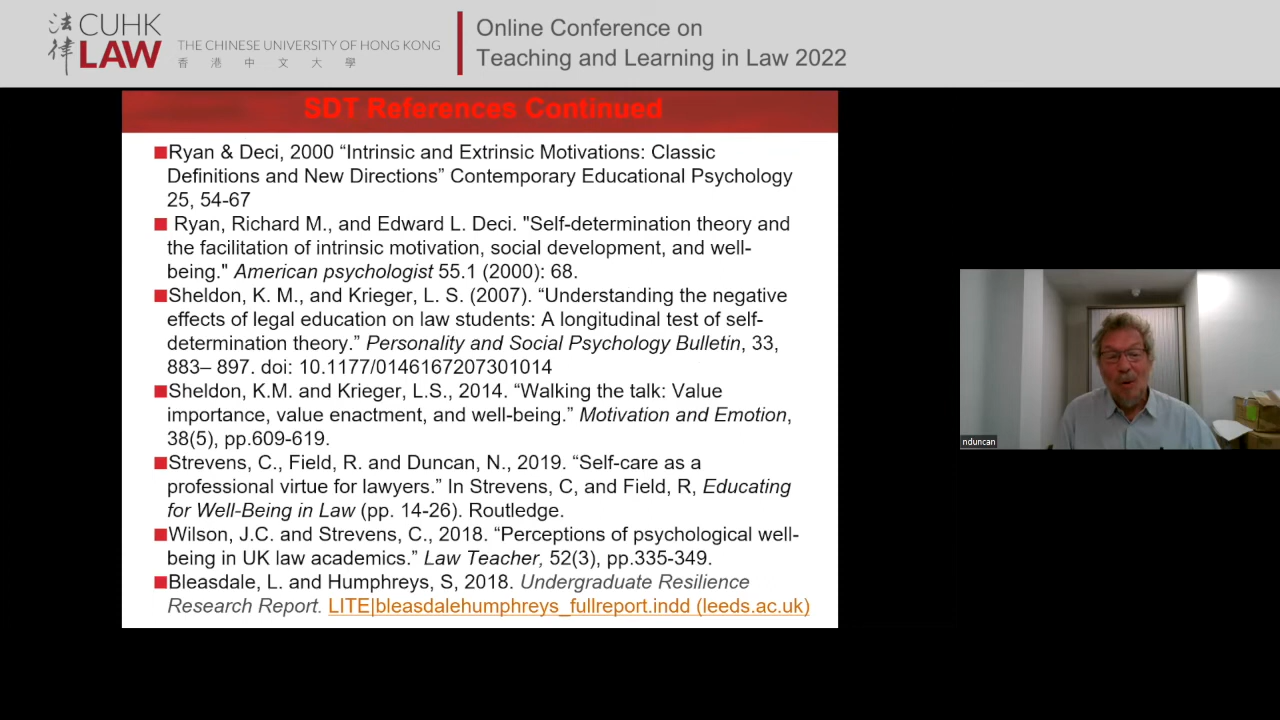 法律
CUHK
LAW
THE CHINESE UNIVERSITY OF HONG KONG
香港中文大學
Online Conference on
Teaching and Learning in Law 2022
SDT References Continued
Ryan & Deci, 2000 “Intrinsic and Extrinsic Motivations: Classic
Definitions and New Directions” Contemporary Educational Psychology
25, 54-67
Ryan, Richard M., and Edward L. Deci. "Self-determination theory and
the facilitation of intrinsic motivation, social development, and well-
being." American psychologist 55.1 (2000): 68.
Sheldon, K. M., and Krieger, L. S. (2007). “Understanding the negative
effects of legal education on law students: A longitudinal test of self-
determination theory.” Personality and Social Psychology Bulletin, 33,
883– 897. doi: 10.1177/0146167207301014
Sheldon, K.M. and Krieger, L.S., 2014. “Walking the talk: Value
importance, value enactment, and well-being.” Motivation and Emotion,
38(5), pp.609-619.
Strevens, C., Field, R. and Duncan, N., 2019. “Self-care as a
professional virtue for lawyers.” In Strevens, C, and Field, R, Educating
for Well-Being in Law (pp. 14-26). Routledge.
Wilson, J.C. and Strevens, C., 2018. “Perceptions of psychological well-
being in UK law academics.” Law Teacher, 52(3), pp.335-349.
Bleasdale, L. and Humphreys, S, 2018. Undergraduate Resilience
Research Report. LITE|bleasdalehumphreys_fullreport.indd (leeds.ac.uk)
nduncan